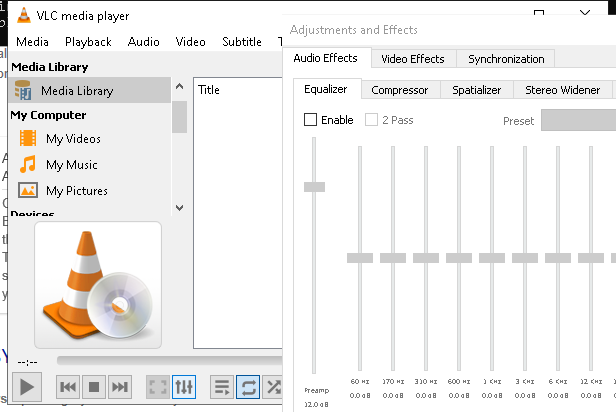 VLC media player
Media Playback Audio Video Subtitle T
Media Library
Media Library
My Computer
My Videos
My Music
My Pictures
Devices
Title
--:--
Adjustments and Effects
Audio Effects Video Effects Synchronization
Equalizer Compressor Spatializer Stereo Widener
Enable 2 Pass Preset
60 Hz 170 Hz 310 Hz 600 Hz 1 KHz 3 KHz 6 KHz 12 KHz
Preamp 0.0 dB 0.0 dB 0.0 dB 0.0 dB 0.0 dB 0.0 dB 0.0 dB 0.0 dB
12.0 dB